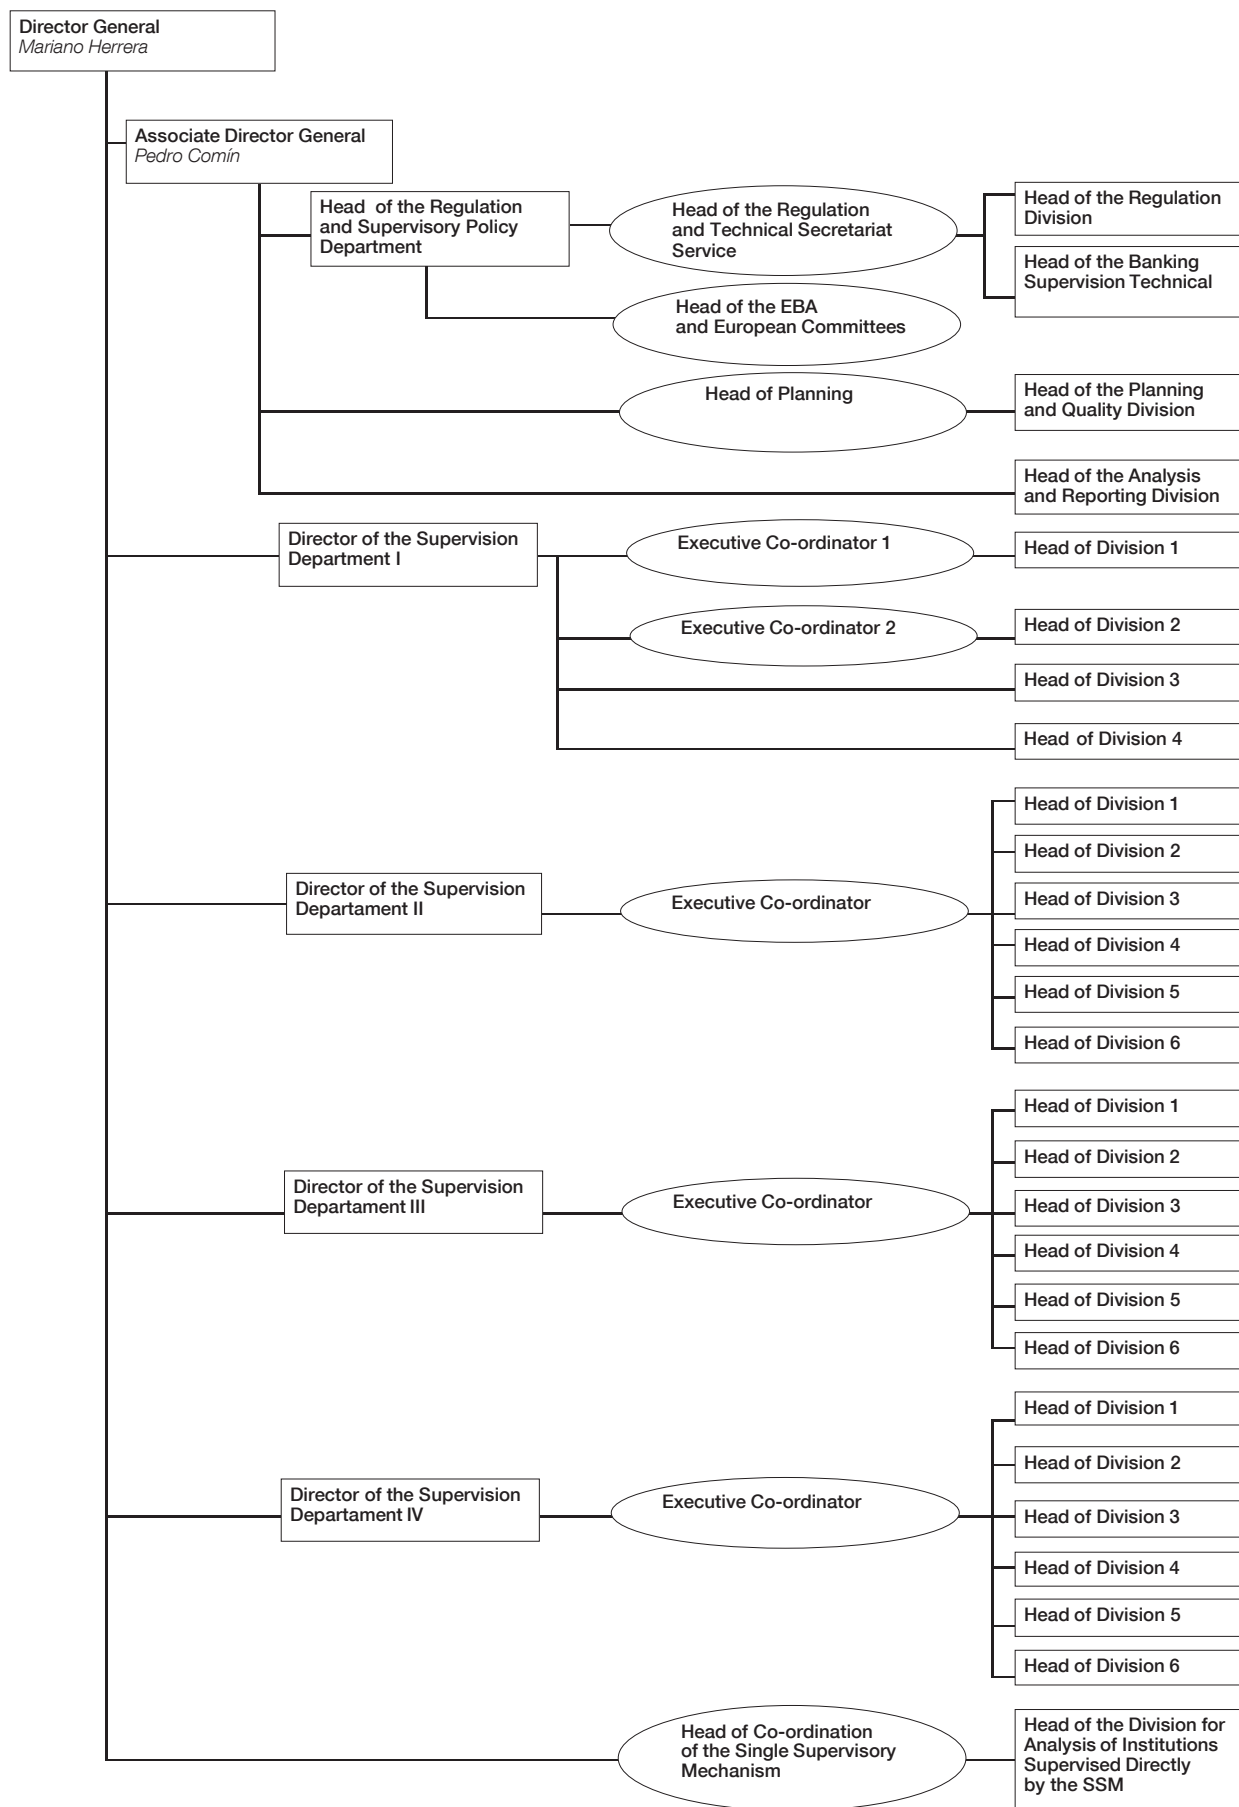 Director General
Mariano Herrera
Associate Director General
Pedro Comín
Head of the Regulation
and Supervisory Policy
Department
Head of the Regulation
and Technical Secretariat
Service
Head of the Regulation
Division
Head of the Banking
Supervision Technical
Head of the EBA
and European Committees
Head of Planning
Head of the Planning
and Quality Division
Head of the Analysis
and Reporting Division
Director of the Supervision
Department I
Executive Co-ordinator 1
Head of Division 1
Executive Co-ordinator 2
Head of Division 2
Head of Division 3
Head of Division 4
Director of the Supervision
Departament II
Executive Co-ordinator
Head of Division 1
Head of Division 2
Head of Division 3
Head of Division 4
Head of Division 5
Head of Division 6
Director of the Supervision
Departament III
Executive Co-ordinator
Head of Division 1
Head of Division 2
Head of Division 3
Head of Division 4
Head of Division 5
Head of Division 6
Director of the Supervision
Departament IV
Executive Co-ordinator
Head of Division 1
Head of Division 2
Head of Division 3
Head of Division 4
Head of Division 5
Head of Division 6
Head of Co-ordination
of the Single Supervisory
Mechanism
Head of the Division for
Analysis of Institutions
Supervised Directly
by the SSM